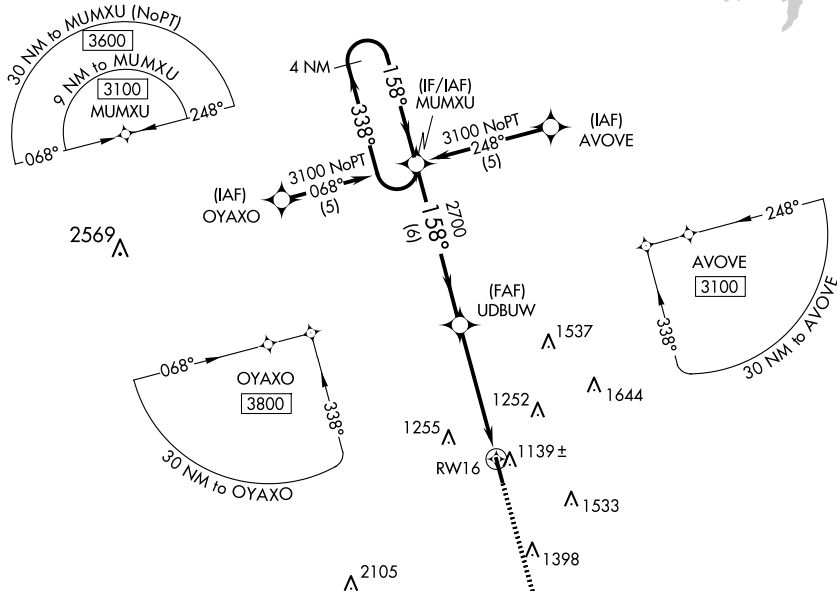 30 NM to MUMXU (NoPT)
3600
9 NM to MUMXU
3100
MUMXU
068°
248°
4 NM
158°
338°
(IF/IAF)
MUMXU
(IAF)
AVOVE
3100 NoPT
248°
(5)
3100 NoPT
068°
(5)
(IAF)
OYAXO
2569
2700
158°
(6)
248°
AVOVE
3100
338°
30 NM to AVOVE
(FAF)
UDBUW
1537
068°
OYAXO
3800
338°
30 NM to OYAXO
1644
1252
1255
RW16
1139±
1533
1398
2105